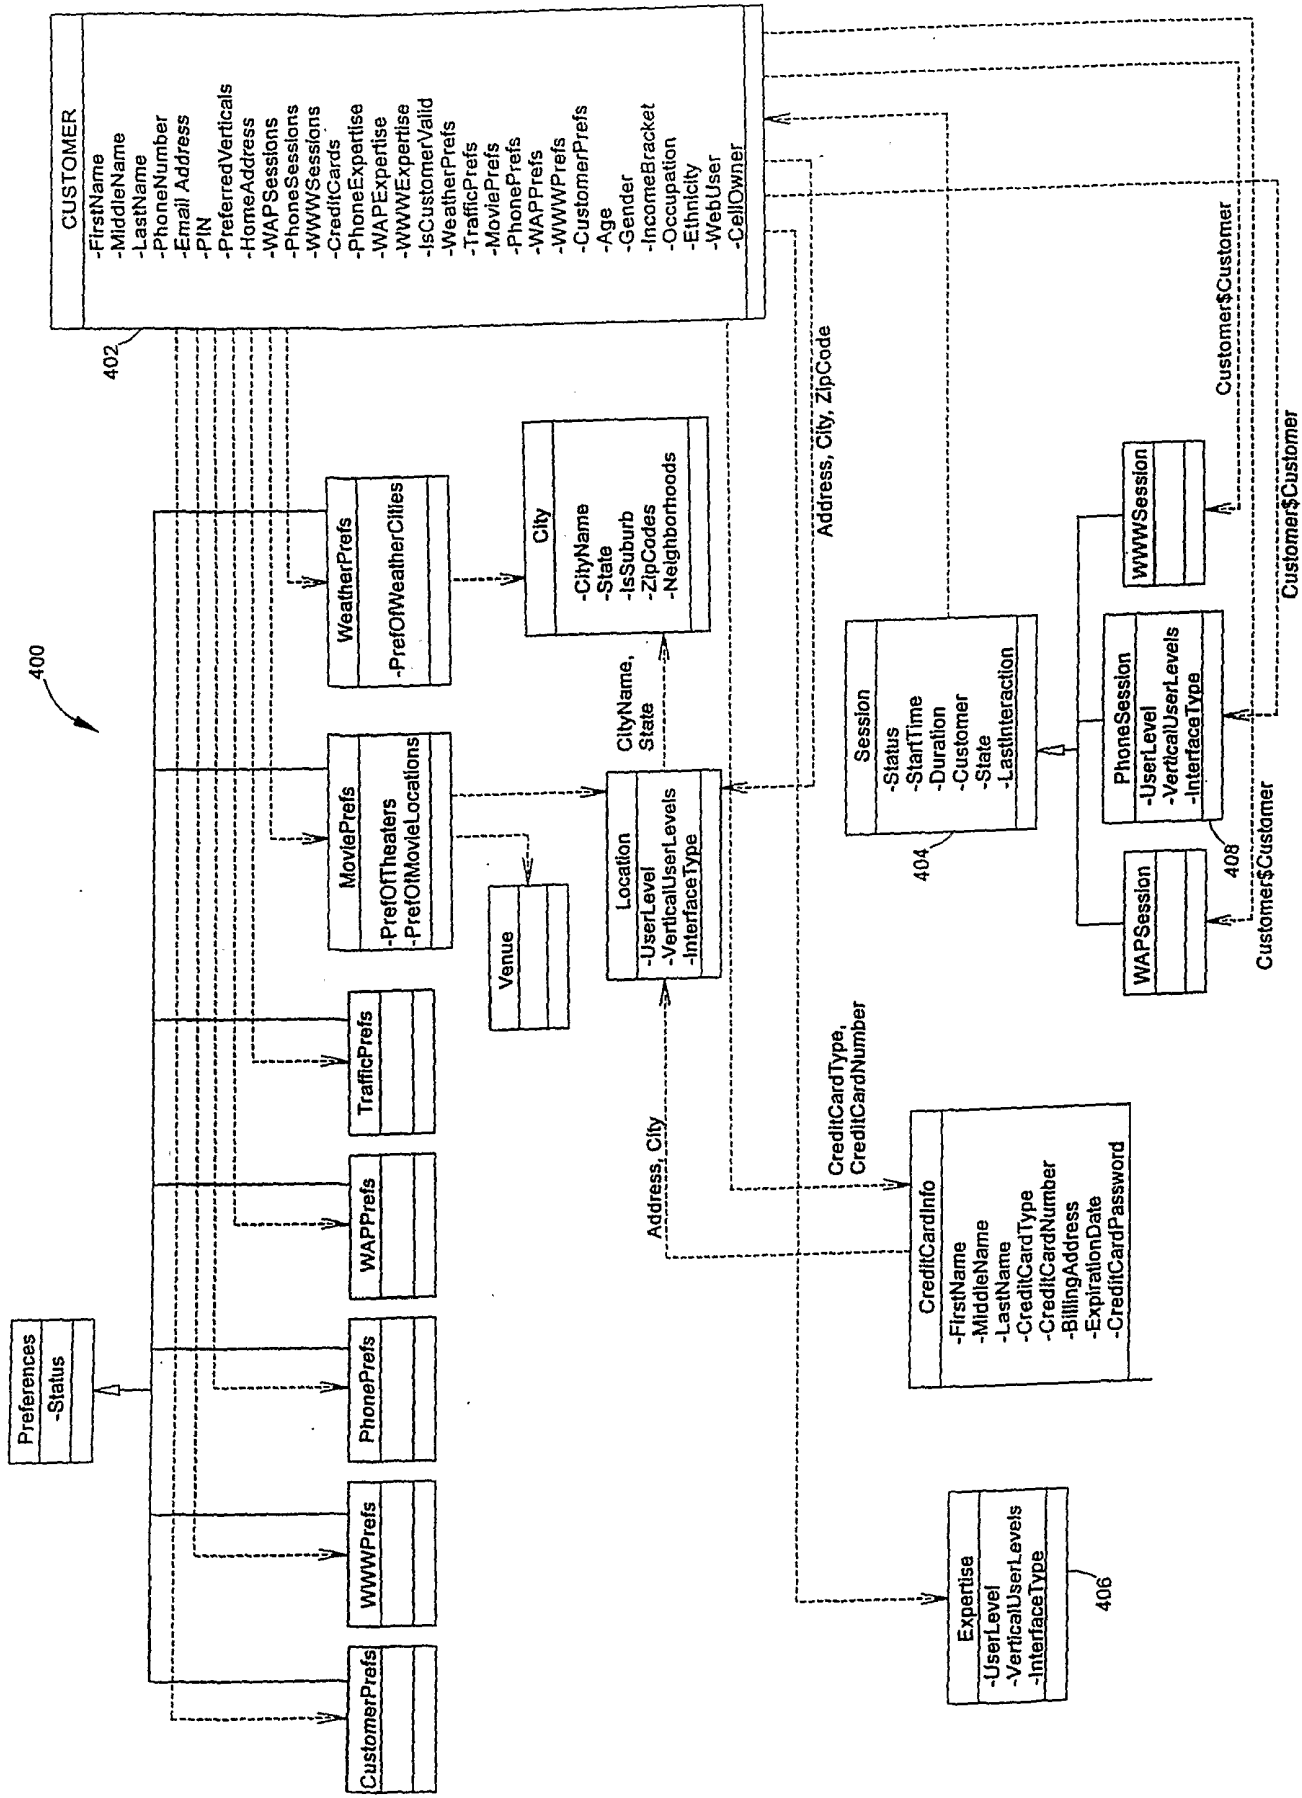 400
Preferences
-Status
CustomerPrefs
WWWPrefs
PhonePrefs
WAPPrefs
TrafficPrefs
MoviePrefs
-PrefOfTheaters
-PrefOfMovieLocations
WeatherPrefs
-PrefOfWeatherCities
CUSTOMER
-FirstName
-MiddleName
-LastName
-PhoneNumber
-Email Address
-PIN
-PreferredVerticals
-HomeAddress
-WAPSessions
-PhoneSessions
-WWWSessions
-CreditCards
-PhoneExpertise
-WAPExpertise
-WWWExpertise
-IsCustomerValid
-WeatherPrefs
-TrafficPrefs
-MoviePrefs
-PhonePrefs
-WAPPrefs
-WWWPrefs
-CustomerPrefs
-Age
-Gender
-IncomeBracket
-Occupation
-Ethnicity
-WebUser
-CellOwner
402
Venue
City
-CityName
-State
-IsSuburb
-ZipCodes
-Neighborhoods
CityName,
State
Location
-UserLevel
-VerticalUserLevels
-InterfaceType
Address, City
Address, City, ZipCode
CreditCardType,
CreditCardNumber
CreditCardInfo
-FirstName
-MiddleName
-LastName
-CreditCardType
-CreditCardNumber
-BillingAddress
-ExpirationDate
-CreditCardPassword
Expertise
-UserLevel
-VerticalUserLevels
-InterfaceType
406
Session
-Status
-StartTime
-Duration
-Customer
-State
-LastInteraction
404
WAPSession
PhoneSession
-UserLevel
-VerticalUserLevels
-InterfaceType
408
WWWSession
Customer$Customer
Customer$Customer
Customer$Customer